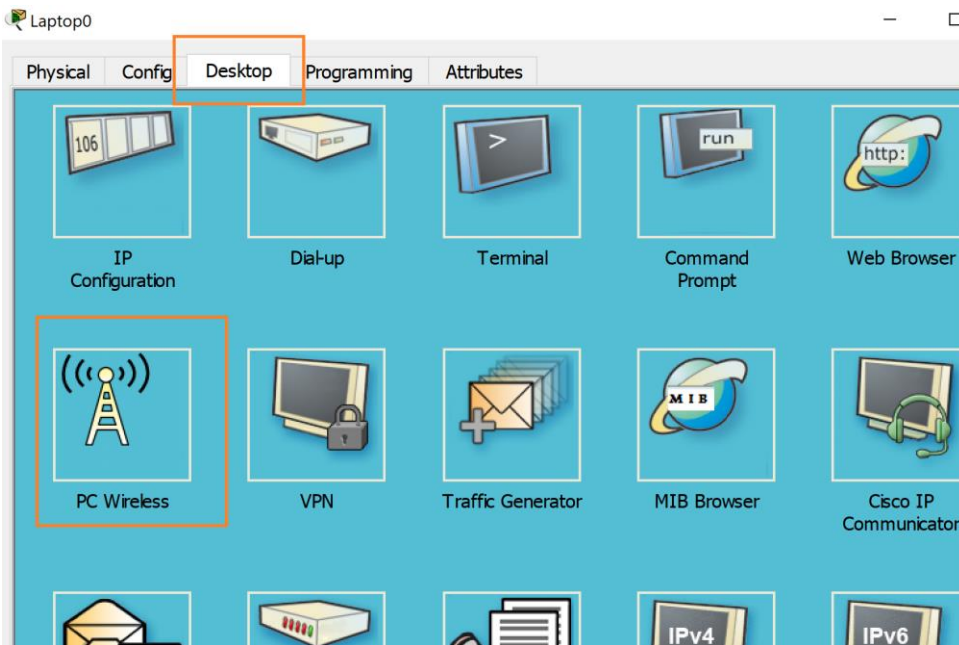 Laptop0
Physical Config Desktop Programming Attributes
106
>
run
http:
IP
Configuration
Dial-up
Terminal
Command
Prompt
Web Browser
MIB
PC Wireless
VPN
Traffic Generator
MIB Browser
Cisco IP
Communicator
IPv4
IPv6